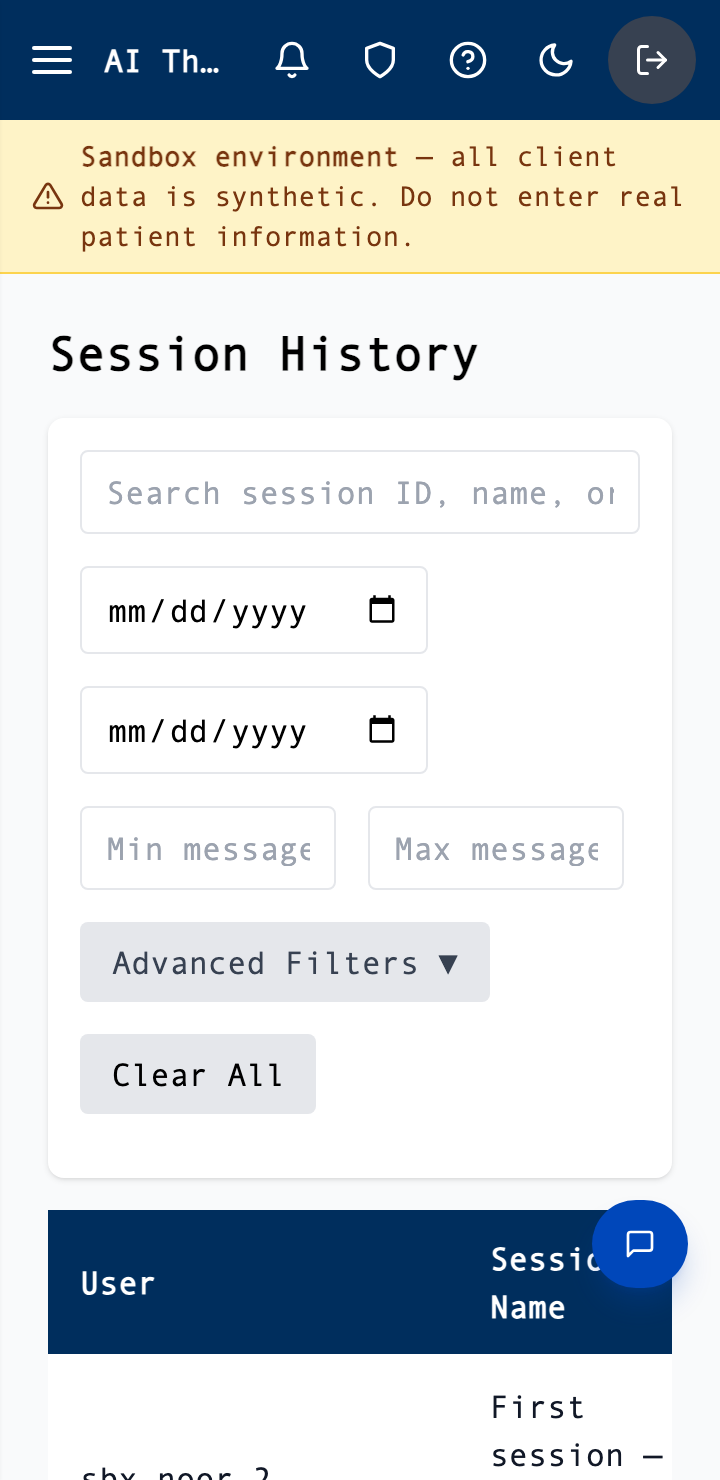 AI Th…
Sandbox environment — all client
data is synthetic. Do not enter real
patient information.
Session History
Search session ID, name, or
mm/dd/yyyy
mm/dd/yyyy
Min message Max message
Advanced Filters ▼
Clear All
User
Name
First
session —
sbx_noor_2